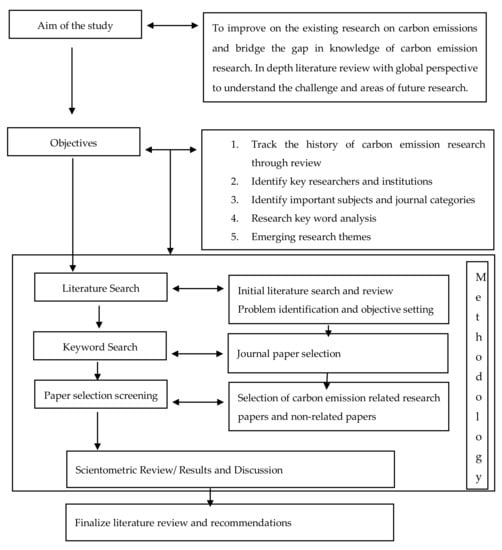 Aim of the study
To improve on the existing research on carbon emissions
and bridge the gap in knowledge of carbon emission
research. In depth literature review with global perspective
to understand the challenge and areas of future research.
Objectives
1. Track the history of carbon emission research
through review
2. Identify key researchers and institutions
3. Identify important subjects and journal categories
4. Research key word analysis
5. Emerging research themes
Literature Search
Initial literature search and review
Problem identification and objective setting
Keyword Search
Journal paper selection
Paper selection screening
Selection of carbon emission related research
papers and non-related papers
Scientometric Review/ Results and Discussion
Methodology
Finalize literature review and recommendations